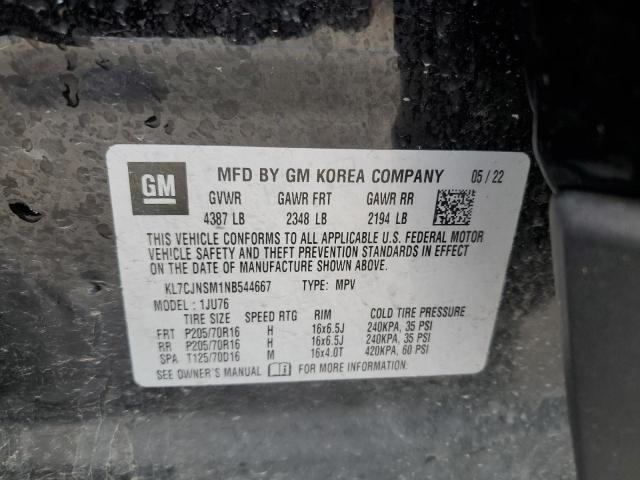 GM MFD BY GM KOREA COMPANY 05 / 22
GVWR GAWR FRT GAWR RR
4387 LB 2348 LB 2194 LB
THIS VEHICLE CONFORMS TO ALL APPLICABLE U.S. FEDERAL MOTOR
VEHICLE SAFETY AND THEFT PREVENTION STANDARDS IN EFFECT
ON THE DATE OF MANUFACTURE SHOWN ABOVE.
KL7CJNSM1NB544667 TYPE: MPV
MODEL: 1JU76
TIRE SIZE SPEED RTG RIM COLD TIRE PRESSURE
FRT P205/70R16 H 16x6.5J 240KPA, 35 PSI
RR P205/70R16 H 16x6.5J 240KPA, 35 PSI
SPA T125/70D16 M 16x4.0T 420KPA, 60 PSI
SEE OWNER'S MANUAL i FOR MORE INFORMATION.